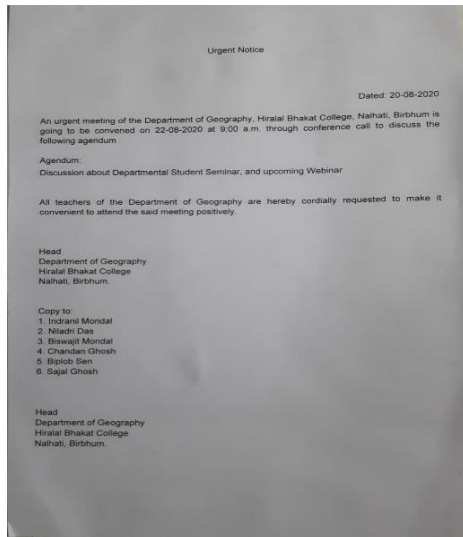 Urgent Notice
Dated: 20-08-2020
An urgent meeting of the Department of Geography, Hiralal Bhakat College, Nalhati, Birbhum is
going to be convened on 22-08-2020 at 9:00 a.m. through conference call to discuss the
following agendum
Agendum:
Discussion about Departmental Student Seminar, and upcoming Webinar
All teachers of the Department of Geography are hereby cordially requested to make it
convenient to attend the said meeting positively.
Head
Department of Geography
Hiralal Bhakat College
Nalhati, Birbhum.
Copy to:
1. Indranil Mondal
2. Niladri Das
3. Biswajit Mondal
4. Chandan Ghosh
5. Biplob Sen
6. Sajal Ghosh
Head
Department of Geography
Hiralal Bhakat College
Nalhati, Birbhum.